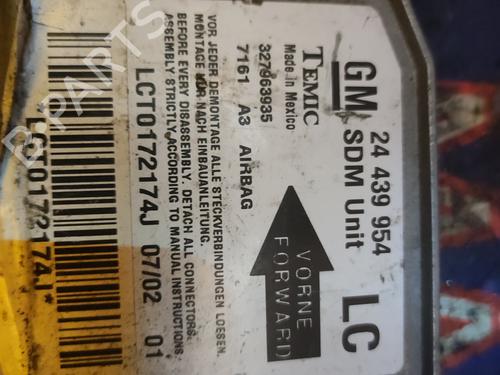 GM 24 439 954
SDM Unit LC
TEMIC
Made in Mexico
327963935
7161 A3 AIRBAG
VORNE
FORWARD
VOR JEDER DEMONTAGE ALLE STECKVERBINDUNGEN LOESEN.
MONTAGE NUR NACH EINBAUANLEITUNG.
BEFORE EVERY DISASSEMBLY, DETACH ALL CONNECTORS.
ASSEMBLY STRICTLY ACCORDING TO MANUAL INSTRUCTIONS.
LCT0172174J 07/02 01
*LCT0172174J*
B-PARTS